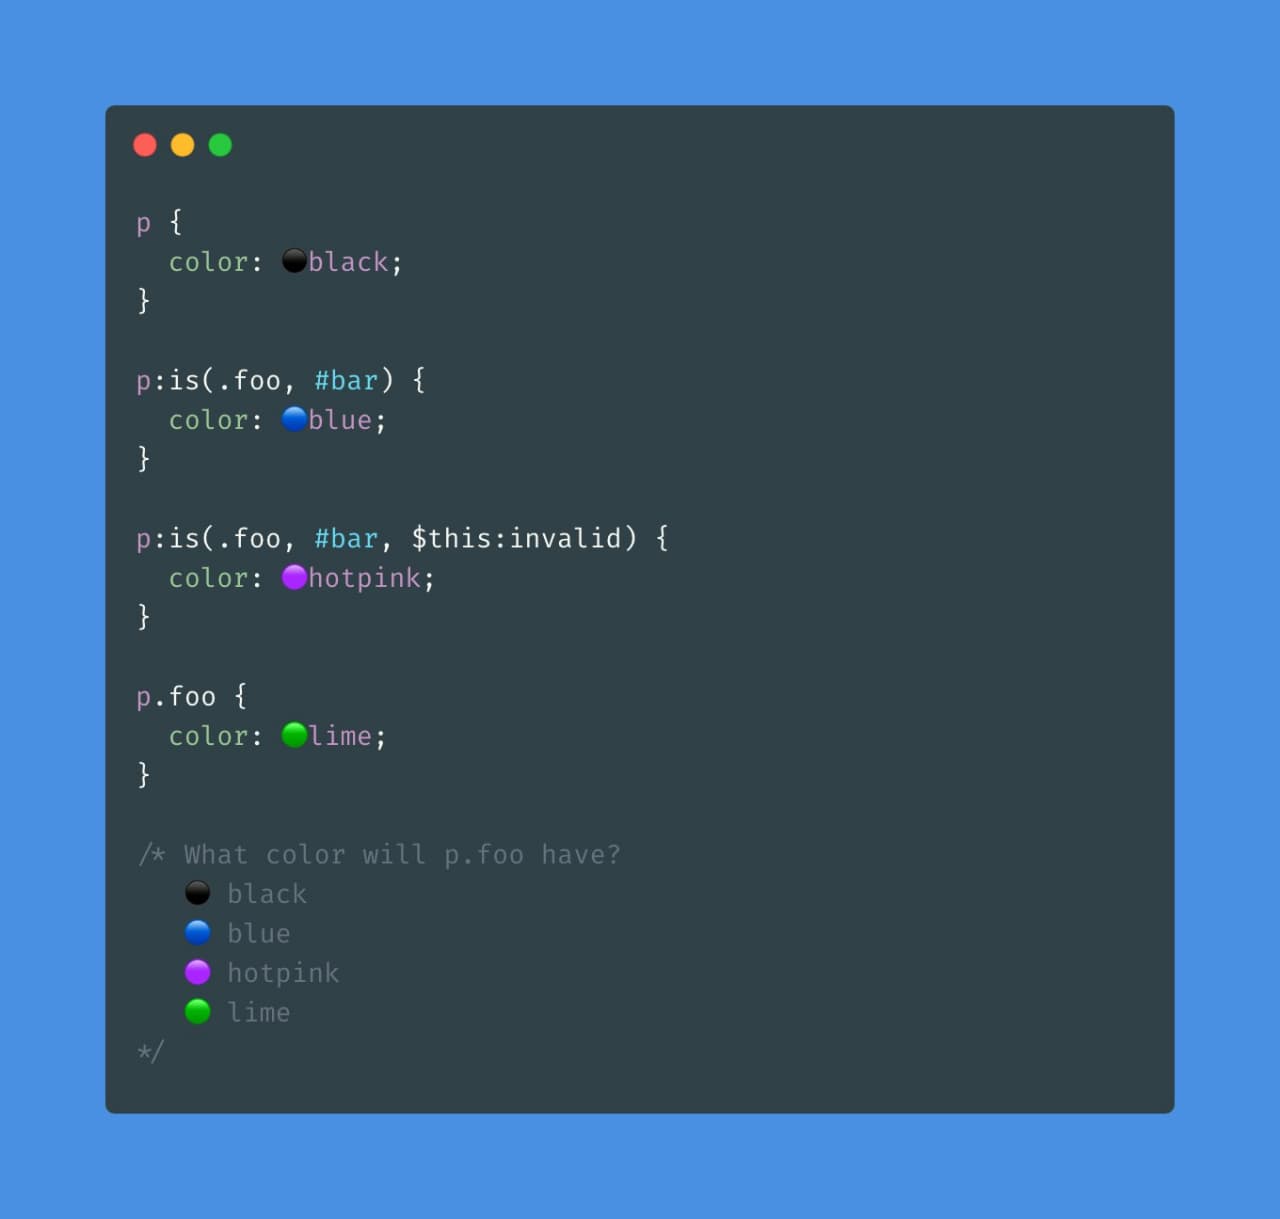 p {
  color: ⚫black;
}
p:is(.foo, #bar) {
  color: 🔵blue;
}
p:is(.foo, #bar, $this:invalid) {
  color: 🟣hotpink;
}
p.foo {
  color: 🟢lime;
}
/* What color will p.foo have?
   ⚫ black
   🔵 blue
   🟣 hotpink
   🟢 lime
*/